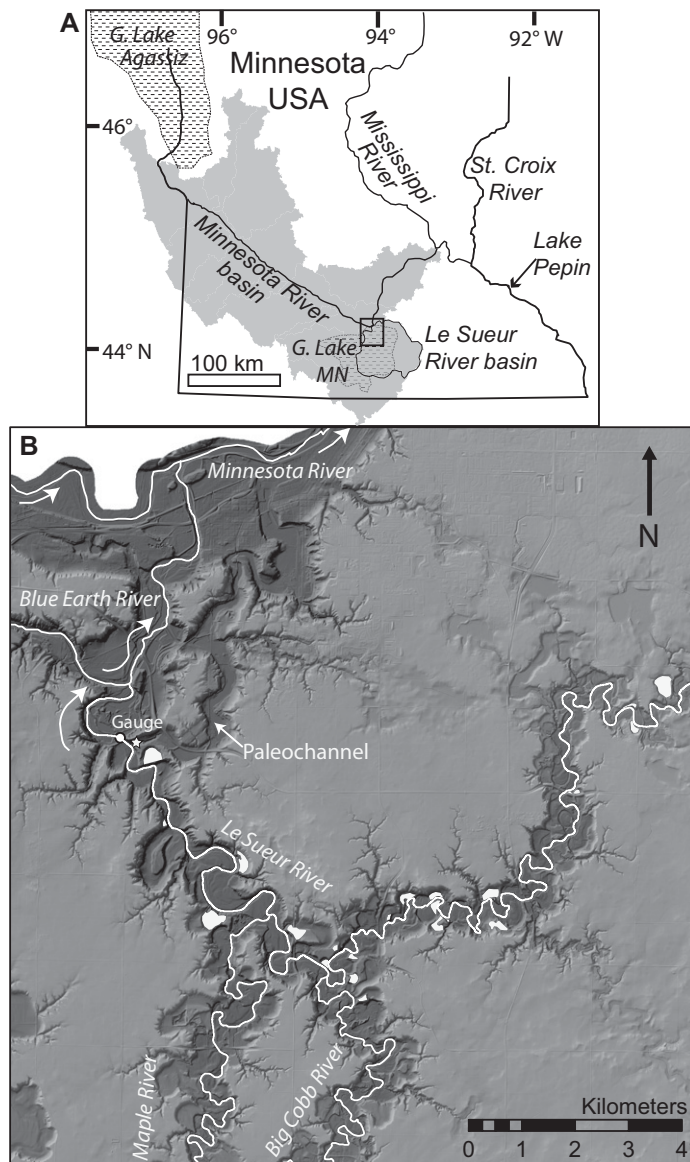 A
96°
94°
92° W
G. Lake
Agassiz
Minnesota
USA
46°
Mississippi
River
St. Croix
River
Minnesota River
basin
Lake
Pepin
44° N
G. Lake
MN
Le Sueur
River basin
100 km
B
Minnesota River
N
Blue Earth River
Gauge
Paleochannel
Le Sueur River
Maple River
Big Cobb River
Kilometers
0 1 2 3 4